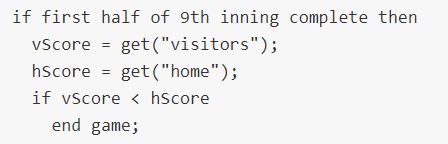 if first half of 9th inning complete then
  vScore = get("visitors");
  hScore = get("home");
  if vScore < hScore
    end game;